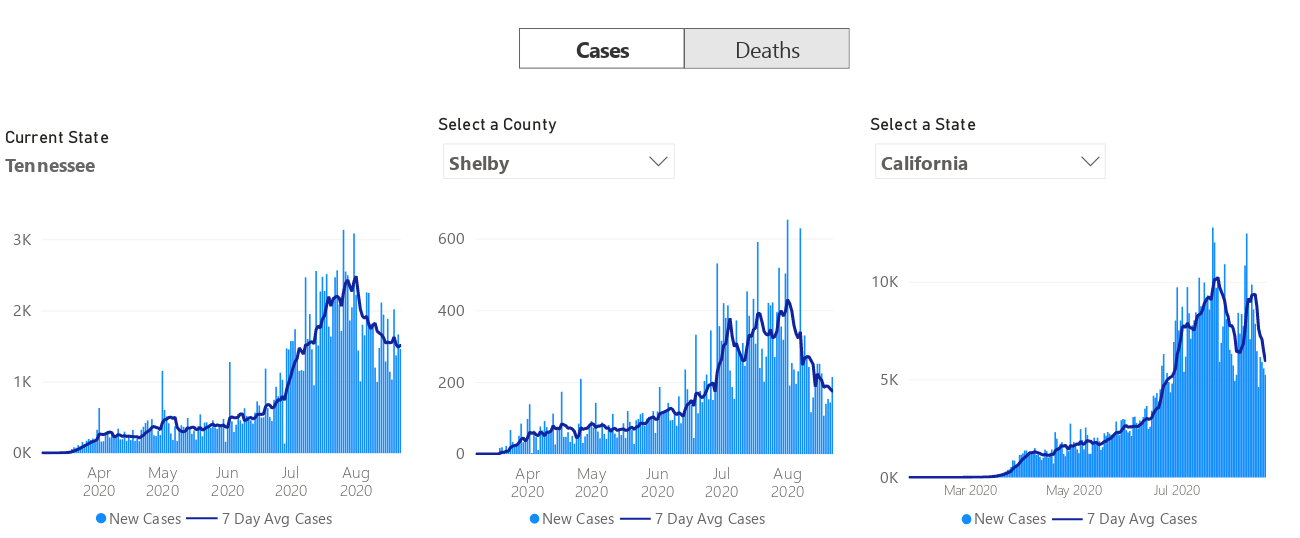 Cases Deaths
Current State
Tennessee
Select a County
Shelby
Select a State
California
3K
2K
1K
0K
Apr 2020
May 2020
Jun 2020
Jul 2020
Aug 2020
New Cases 7 Day Avg Cases
600
400
200
0
Apr 2020
May 2020
Jun 2020
Jul 2020
Aug 2020
New Cases 7 Day Avg Cases
10K
5K
0K
Mar 2020 May 2020 Jul 2020
New Cases 7 Day Avg Cases